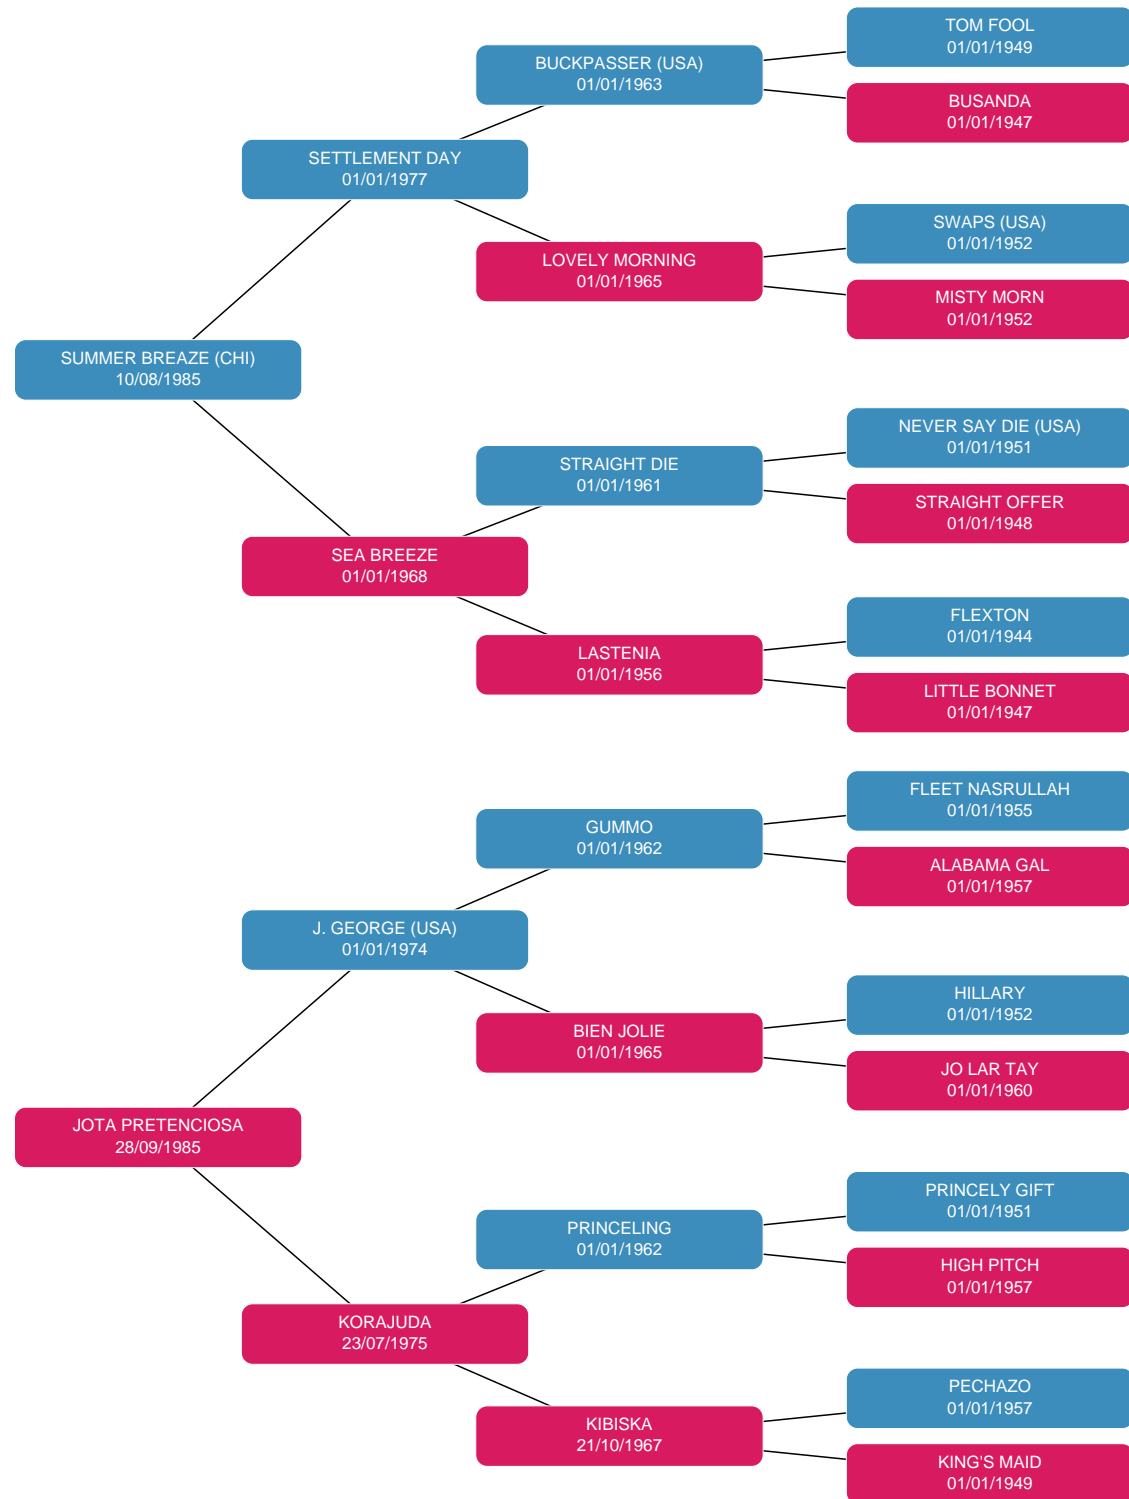 TOM FOOL
01/01/1949
BUCKPASSER (USA)
01/01/1963
BUSANDA
01/01/1947
SETTLEMENT DAY
01/01/1977
SWAPS (USA)
01/01/1952
LOVELY MORNING
01/01/1965
MISTY MORN
01/01/1952
SUMMER BREAZE (CHI)
10/08/1985
NEVER SAY DIE (USA)
01/01/1951
STRAIGHT DIE
01/01/1961
STRAIGHT OFFER
01/01/1948
SEA BREEZE
01/01/1968
FLEXTON
01/01/1944
LASTENIA
01/01/1956
LITTLE BONNET
01/01/1947
FLEET NASRULLAH
01/01/1955
GUMMO
01/01/1962
ALABAMA GAL
01/01/1957
J. GEORGE (USA)
01/01/1974
HILLARY
01/01/1952
BIEN JOLIE
01/01/1965
JO LAR TAY
01/01/1960
JOTA PRETENCIOSA
28/09/1985
PRINCELY GIFT
01/01/1951
PRINCELING
01/01/1962
HIGH PITCH
01/01/1957
KORAJUDA
23/07/1975
PECHAZO
01/01/1957
KIBISKA
21/10/1967
KING'S MAID
01/01/1949